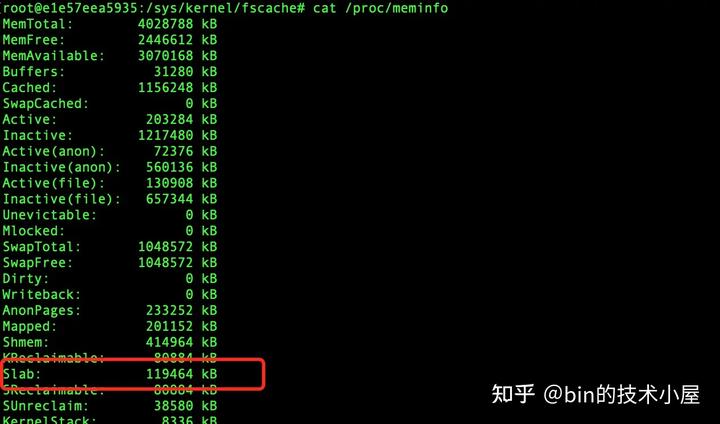 [root@e1e57eea5935:/sys/kernel/fscache# cat /proc/meminfo
MemTotal: 4028788 kB
MemFree: 2446612 kB
MemAvailable: 3070168 kB
Buffers: 31280 kB
Cached: 1156248 kB
SwapCached: 0 kB
Active: 203284 kB
Inactive: 1217480 kB
Active(anon): 72376 kB
Inactive(anon): 560136 kB
Active(file): 130908 kB
Inactive(file): 657344 kB
Unevictable: 0 kB
Mlocked: 0 kB
SwapTotal: 1048572 kB
SwapFree: 1048572 kB
Dirty: 0 kB
Writeback: 0 kB
AnonPages: 233252 kB
Mapped: 201152 kB
Shmem: 414964 kB
KReclaimable: 80884 kB
Slab: 119464 kB
SReclaimable: 80884 kB
SUnreclaim: 38580 kB
KernelStack: 8336 kB
知乎 @bin的技术小屋